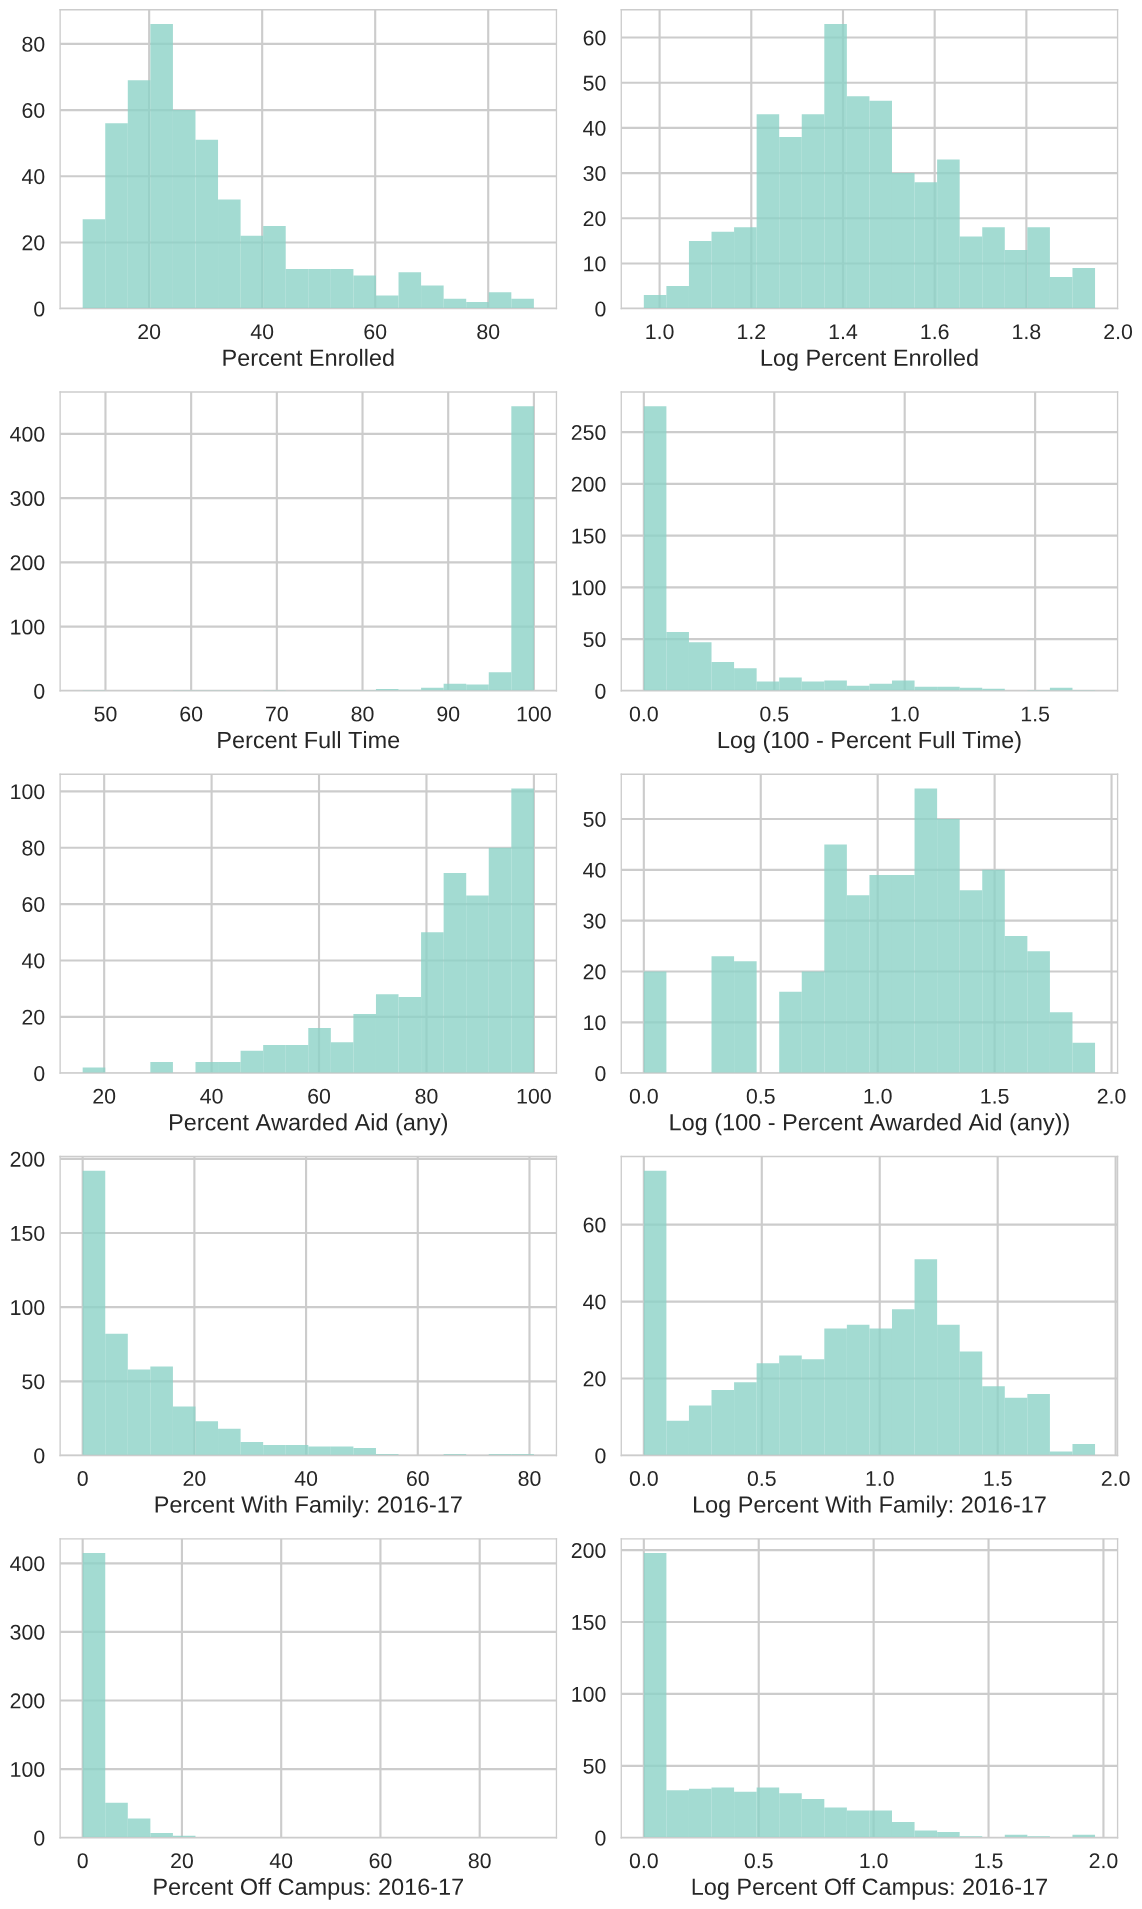 80
60
40
20
0
20 40 60 80
Percent Enrolled
60
50
40
30
20
10
0
1.0 1.2 1.4 1.6 1.8 2.0
Log Percent Enrolled
400
300
200
100
0
50 60 70 80 90 100
Percent Full Time
250
200
150
100
50
0
0.0 0.5 1.0 1.5
Log (100 - Percent Full Time)
100
80
60
40
20
0
20 40 60 80 100
Percent Awarded Aid (any)
50
40
30
20
10
0
0.0 0.5 1.0 1.5 2.0
Log (100 - Percent Awarded Aid (any))
200
150
100
50
0
0 20 40 60 80
Percent With Family: 2016-17
60
40
20
0
0.0 0.5 1.0 1.5 2.0
Log Percent With Family: 2016-17
400
300
200
100
0
0 20 40 60 80
Percent Off Campus: 2016-17
200
150
100
50
0
0.0 0.5 1.0 1.5 2.0
Log Percent Off Campus: 2016-17